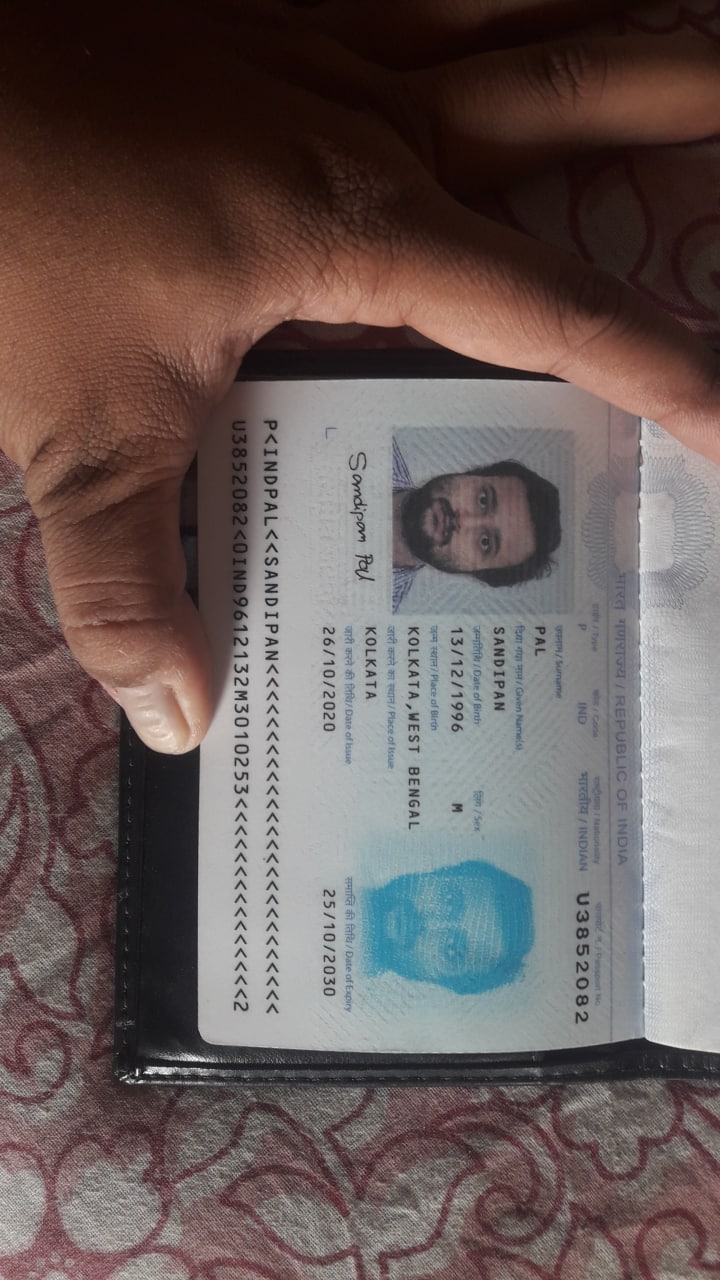 भारत गणराज्य / REPUBLIC OF INDIA
टाईप / Type कोड / Code राष्ट्रीयता / Nationality पासपोर्ट न. / Passport No.
P IND भारतीय / INDIAN U3852082
उपनाम / Surname
PAL
दिया गया नाम / Given Name(s)
SANDIPAN
जन्मतिथि / Date of Birth लिंग / Sex
13/12/1996 M
जन्म स्थान / Place of Birth
KOLKATA,WEST BENGAL
जारी करने का स्थान / Place of Issue
KOLKATA
जारी करने की तिथि / Date of Issue समाप्ति की तिथि / Date of Expiry
26/10/2020 25/10/2030
Sandipan Pal
P<INDPAL<<SANDIPAN<<<<<<<<<<<<<<<<<<<<<<<<<<
U3852082<0IND9612132M3010253<<<<<<<<<<<<<<<2